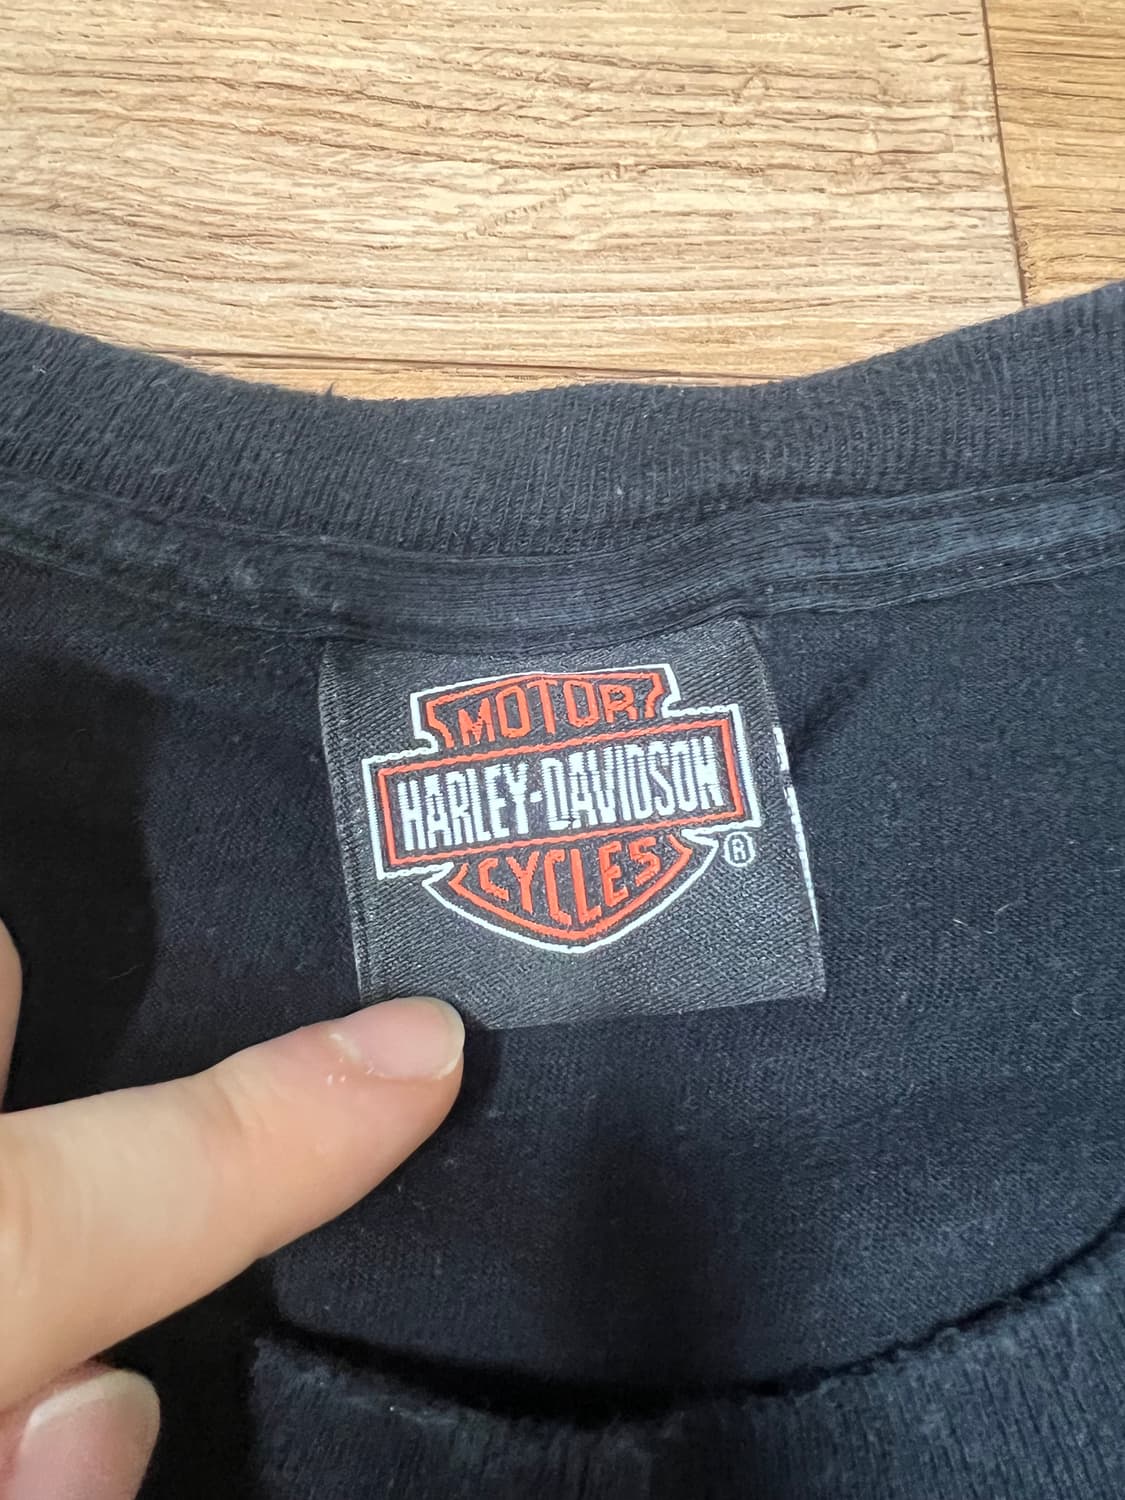 MOTOR
HARLEY-DAVIDSON
CYCLES
®